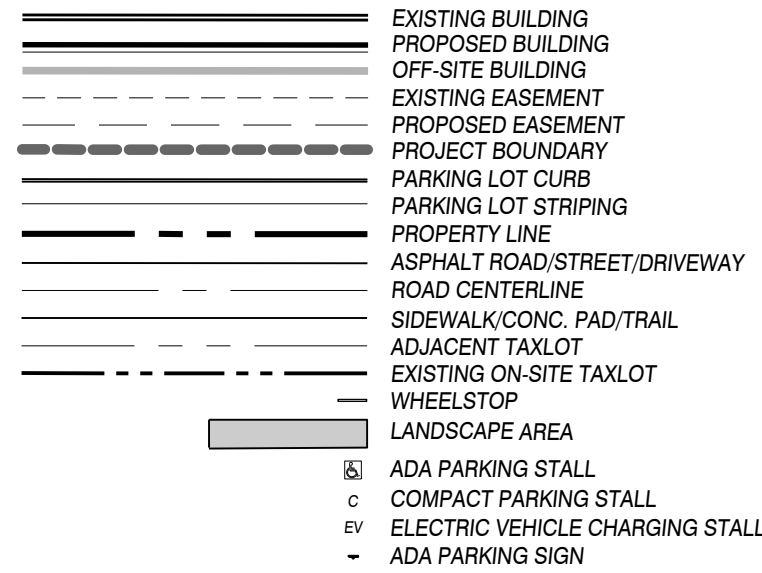 EXISTING BUILDING
PROPOSED BUILDING
OFF-SITE BUILDING
EXISTING EASEMENT
PROPOSED EASEMENT
PROJECT BOUNDARY
PARKING LOT CURB
PARKING LOT STRIPING
PROPERTY LINE
ASPHALT ROAD/STREET/DRIVEWAY
ROAD CENTERLINE
SIDEWALK/CONC. PAD/TRAIL
ADJACENT TAXLOT
EXISTING ON-SITE TAXLOT
WHEELSTOP
LANDSCAPE AREA
ADA PARKING STALL
C COMPACT PARKING STALL
EV ELECTRIC VEHICLE CHARGING STALL
ADA PARKING SIGN